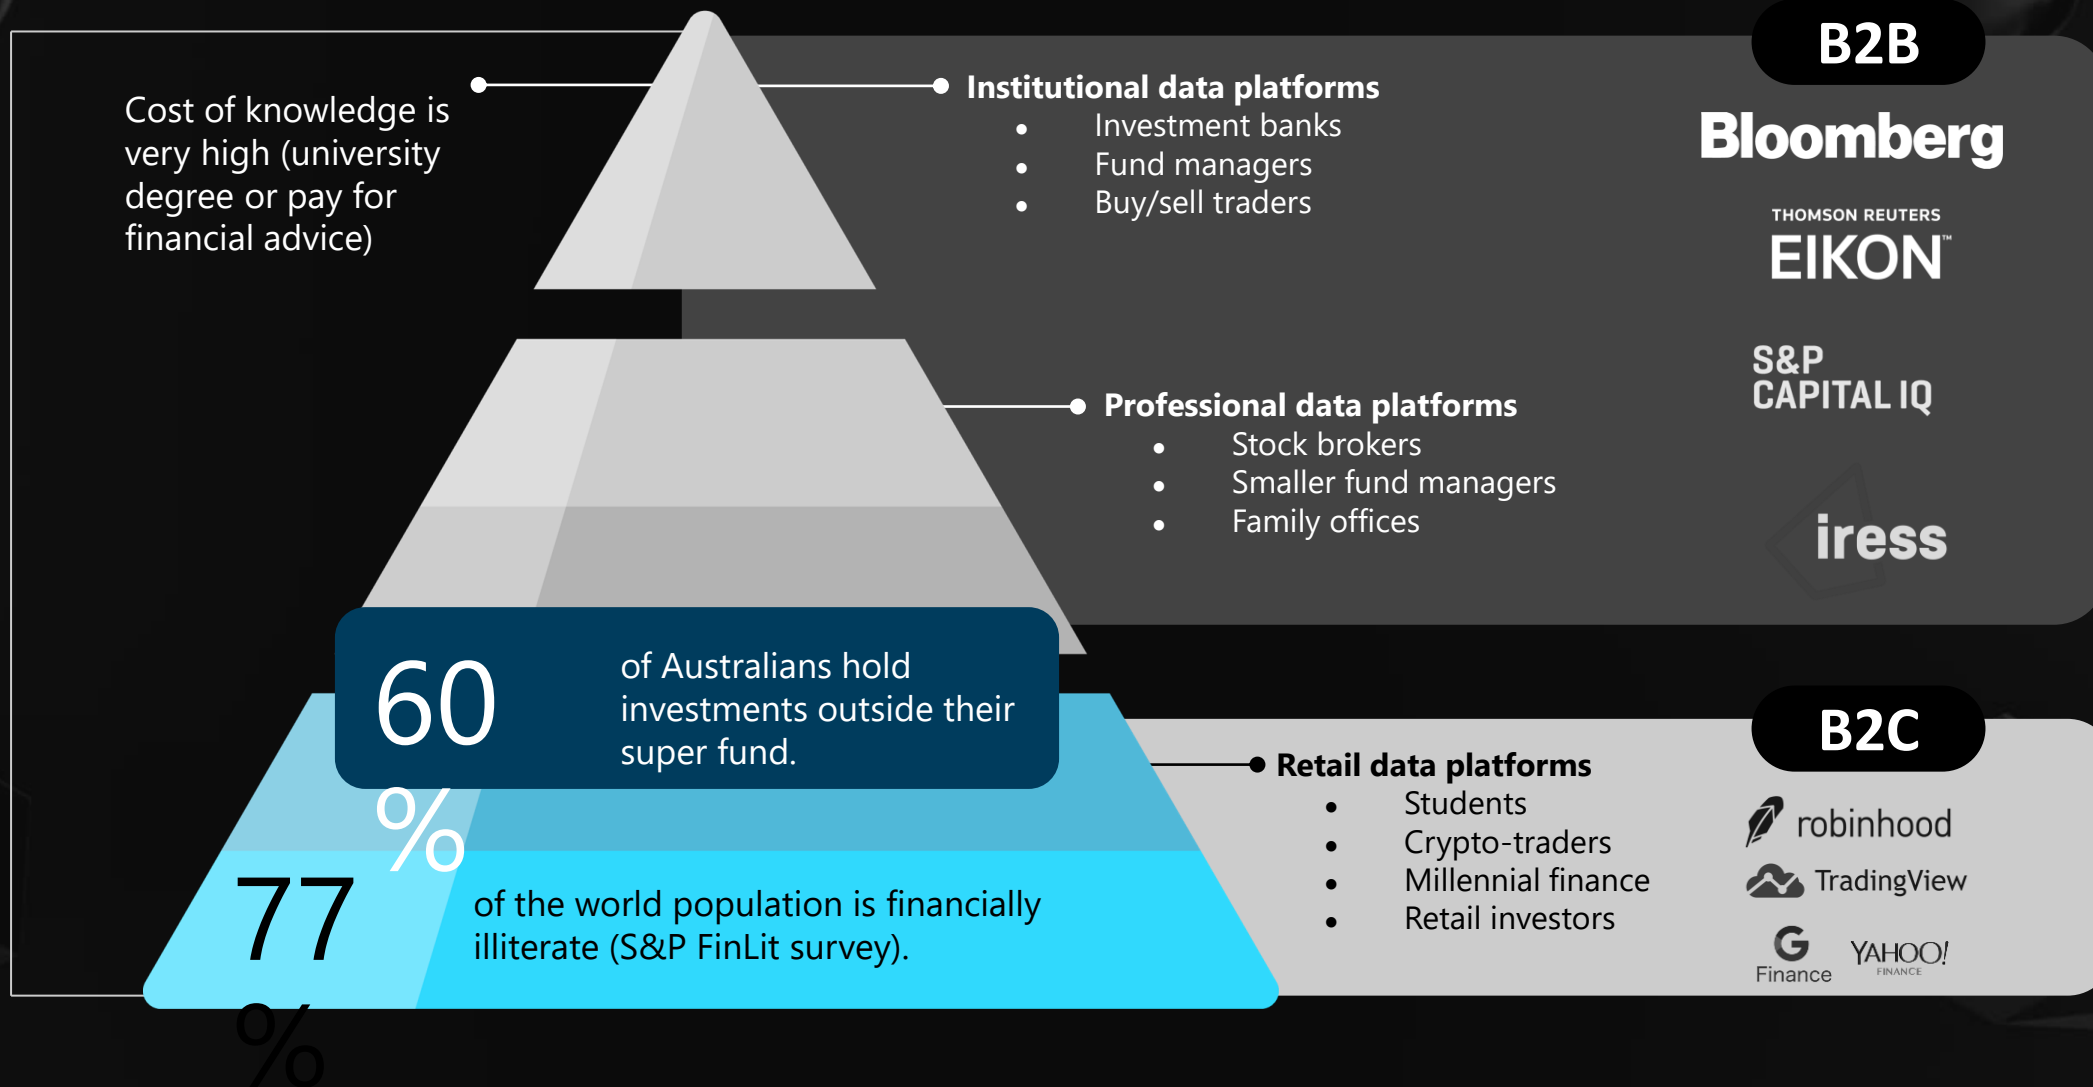 Cost of knowledge is
very high (university
degree or pay for
financial advice)
Institutional data platforms
• Investment banks
• Fund managers
• Buy/sell traders
B2B
Bloomberg
THOMSON REUTERS
EIKON™
S&P
CAPITAL IQ
Professional data platforms
• Stock brokers
• Smaller fund managers
• Family offices
iress
60
%
of Australians hold
investments outside their
super fund.
77
%
of the world population is financially
illiterate (S&P FinLit survey).
Retail data platforms
• Students
• Crypto-traders
• Millennial finance
• Retail investors
B2C
robinhood
TradingView
G
Finance
YAHOO!
FINANCE